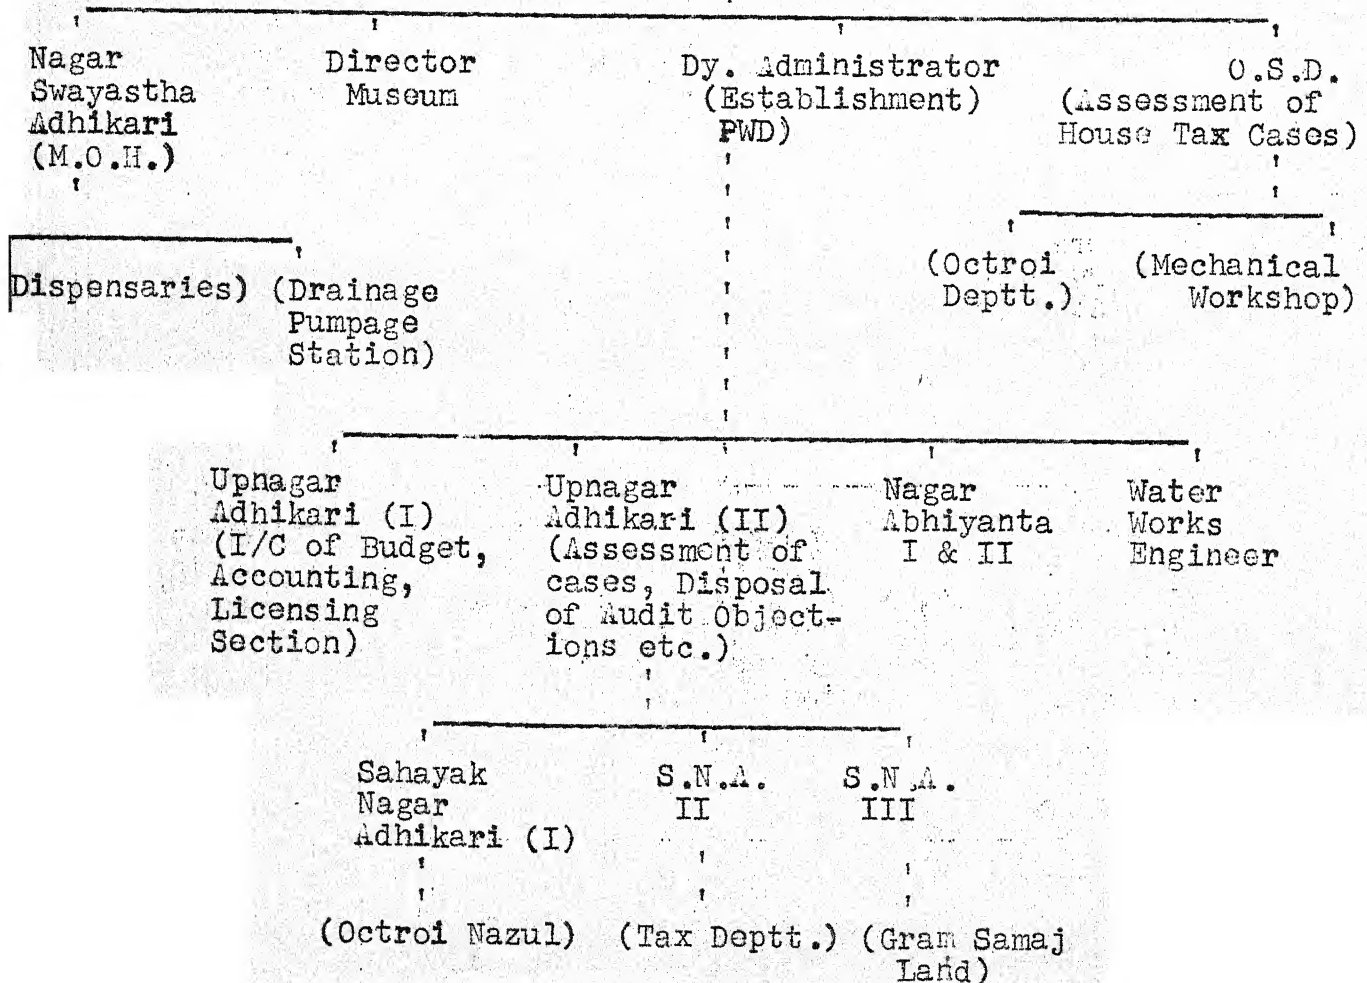 Nagar
Swayastha
Adhikari
(M.O.H.)
Director
Museum
Dy. Administrator
(Establishment)
PWD)
O.S.D.
(Assessment of
House Tax Cases)
Dispensaries)
(Drainage
Pumpage
Station)
(Octroi
Deptt.)
(Mechanical
Workshop)
Upnagar
Adhikari (I)
(I/C of Budget,
Accounting,
Licensing
Section)
Upnagar
Adhikari (II)
(Assessment of
cases, Disposal
of Audit Object-
ions etc.)
Nagar
Abhiyanta
I & II
Water
Works
Engineer
Sahayak
Nagar
Adhikari (I)
S.N.A.
II
S.N.A.
III
(Octroi Nazul)
(Tax Deptt.)
(Gram Samaj
Land)